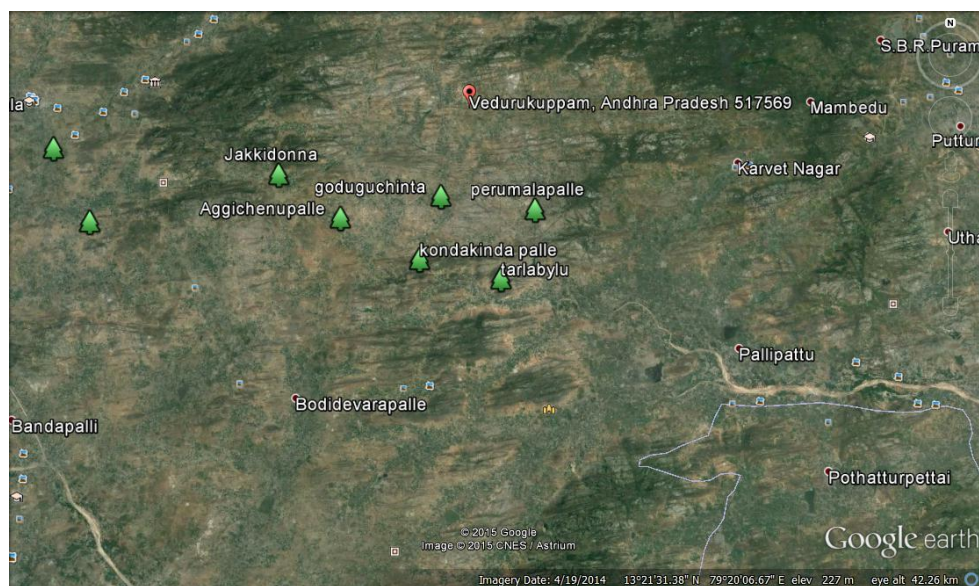 N
S.B.R.Puram
Vedurukuppam, Andhra Pradesh 517569
Mambedu
la
Puttur
Jakkidonna
Karvet Nagar
goduguchinta
perumalapalle
Aggichenupalle
Utha
kondakinda palle
tarlabylu
Pallipattu
Bodidevarapalle
Bandapalli
Pothatturpettai
© 2015 Google
Image © 2015 CNES / Astrium
Google earth
Imagery Date: 4/19/2014 13°21'31.38" N 79°20'06.67" E elev 227 m eye alt 42.26 km